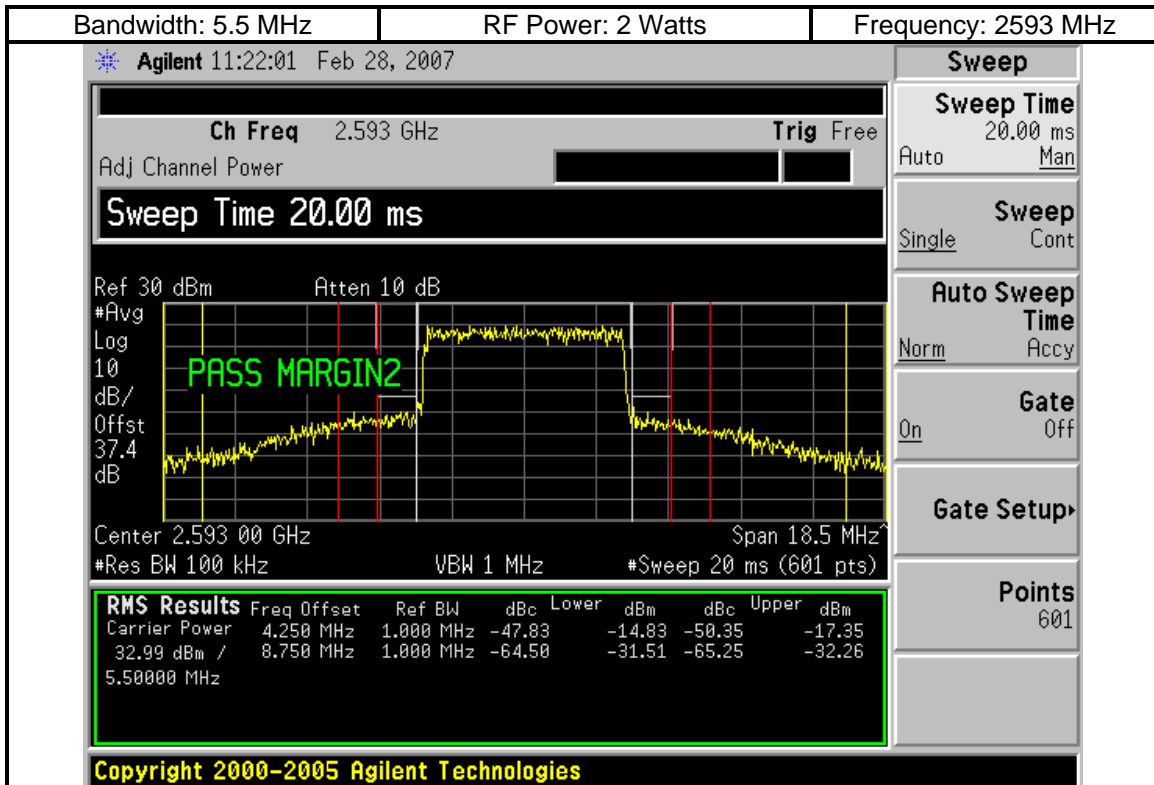 Bandwidth: 5.5 MHz RF Power: 2 Watts Frequency: 2593 MHz
Agilent 11:22:01 Feb 28, 2007
Sweep
Ch Freq 2.593 GHz Trig Free
Adj Channel Power
Sweep Time 20.00 ms
Ref 30 dBm Atten 10 dB
#Avg
Log
10
dB/
Offst
37.4
dB
PASS MARGIN2
Center 2.593 00 GHz Span 18.5 MHz^
#Res BW 100 kHz VBW 1 MHz #Sweep 20 ms (601 pts)
RMS Results Freq Offset Ref BW dBc Lower dBm dBc Upper dBm
Carrier Power 4.250 MHz 1.000 MHz -47.83 -14.83 -50.35 -17.35
32.99 dBm / 8.750 MHz 1.000 MHz -64.50 -31.51 -65.25 -32.26
5.50000 MHz
Copyright 2000-2005 Agilent Technologies
Sweep Time
20.00 ms
Auto Man
Sweep
Single Cont
Auto Sweep
Time
Norm Accy
Gate
On Off
Gate Setup▸
Points
601